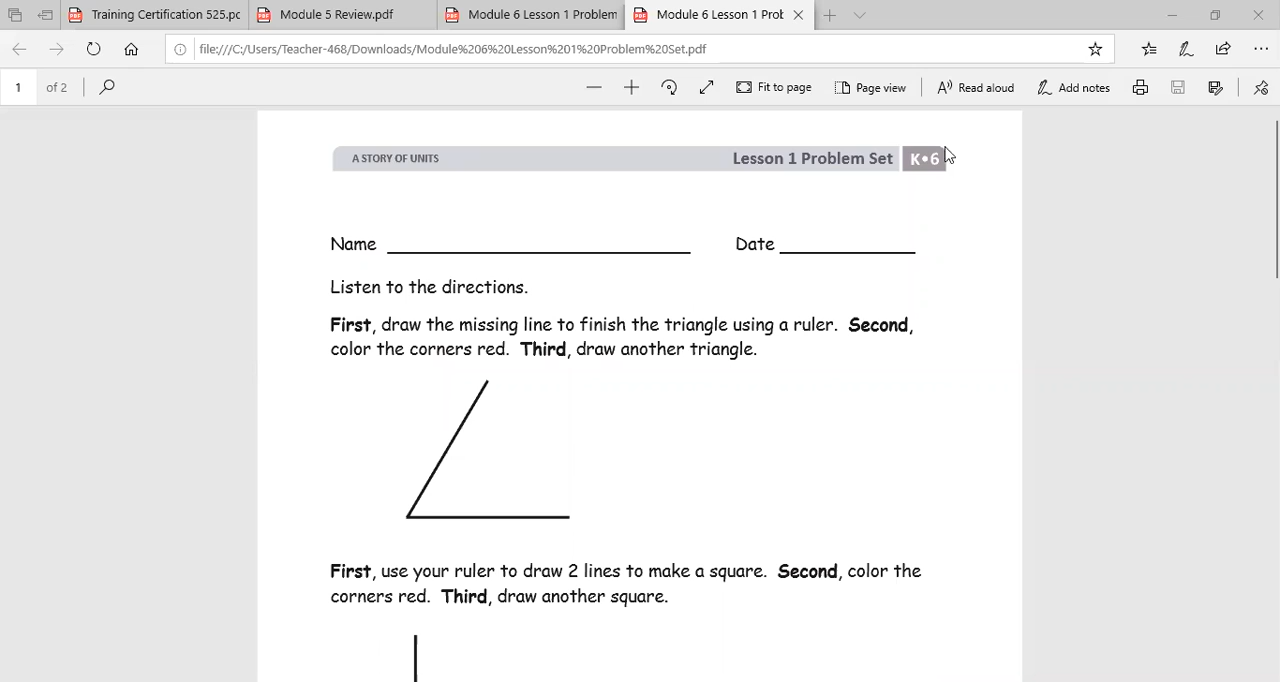 Training Certification 525.pc
Module 5 Review.pdf
Module 6 Lesson 1 Problem
Module 6 Lesson 1 Prob
file:///C:/Users/Teacher-468/Downloads/Module%206%20Lesson%201%20Problem%20Set.pdf
1 of 2
Fit to page
Page view
Read aloud
Add notes
A STORY OF UNITS
Lesson 1 Problem Set K•6
Name Date
Listen to the directions.
First, draw the missing line to finish the triangle using a ruler. Second,
color the corners red. Third, draw another triangle.
First, use your ruler to draw 2 lines to make a square. Second, color the
corners red. Third, draw another square.